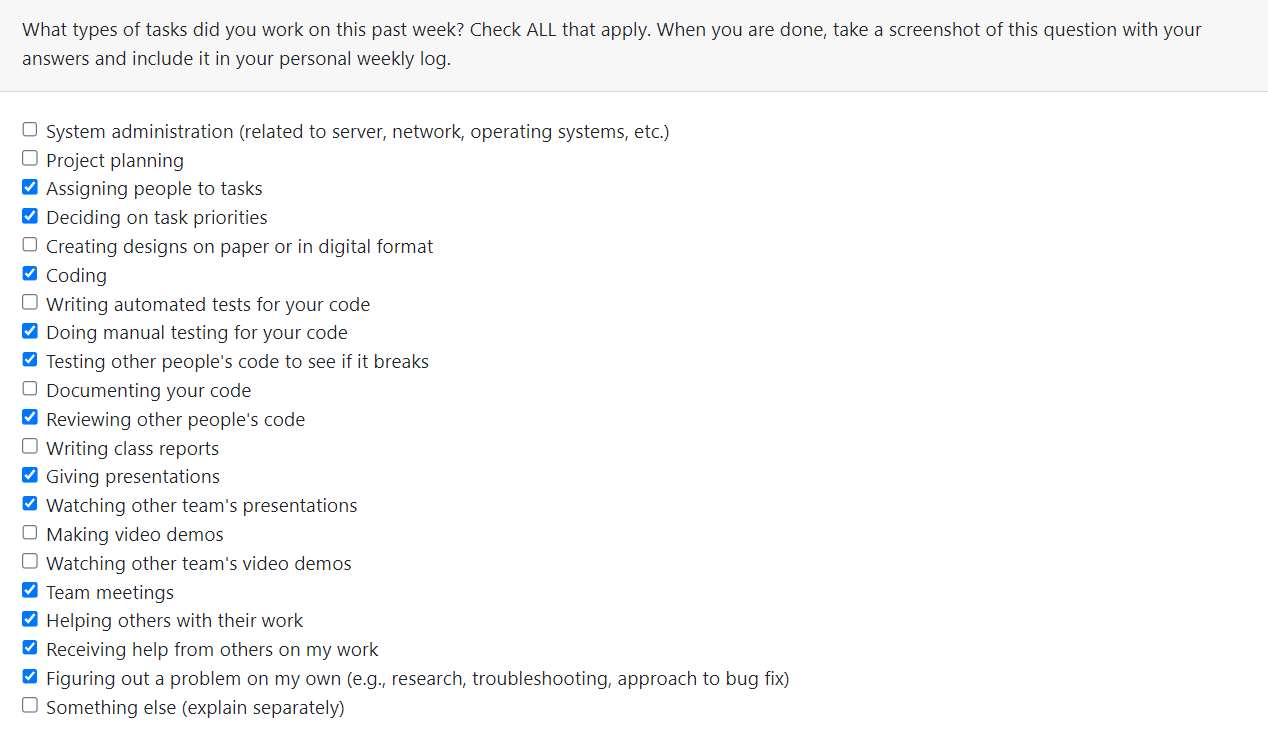 What types of tasks did you work on this past week? Check ALL that apply. When you are done, take a screenshot of this question with your
answers and include it in your personal weekly log.
System administration (related to server, network, operating systems, etc.)
Project planning
Assigning people to tasks
Deciding on task priorities
Creating designs on paper or in digital format
Coding
Writing automated tests for your code
Doing manual testing for your code
Testing other people's code to see if it breaks
Documenting your code
Reviewing other people's code
Writing class reports
Giving presentations
Watching other team's presentations
Making video demos
Watching other team's video demos
Team meetings
Helping others with their work
Receiving help from others on my work
Figuring out a problem on my own (e.g., research, troubleshooting, approach to bug fix)
Something else (explain separately)